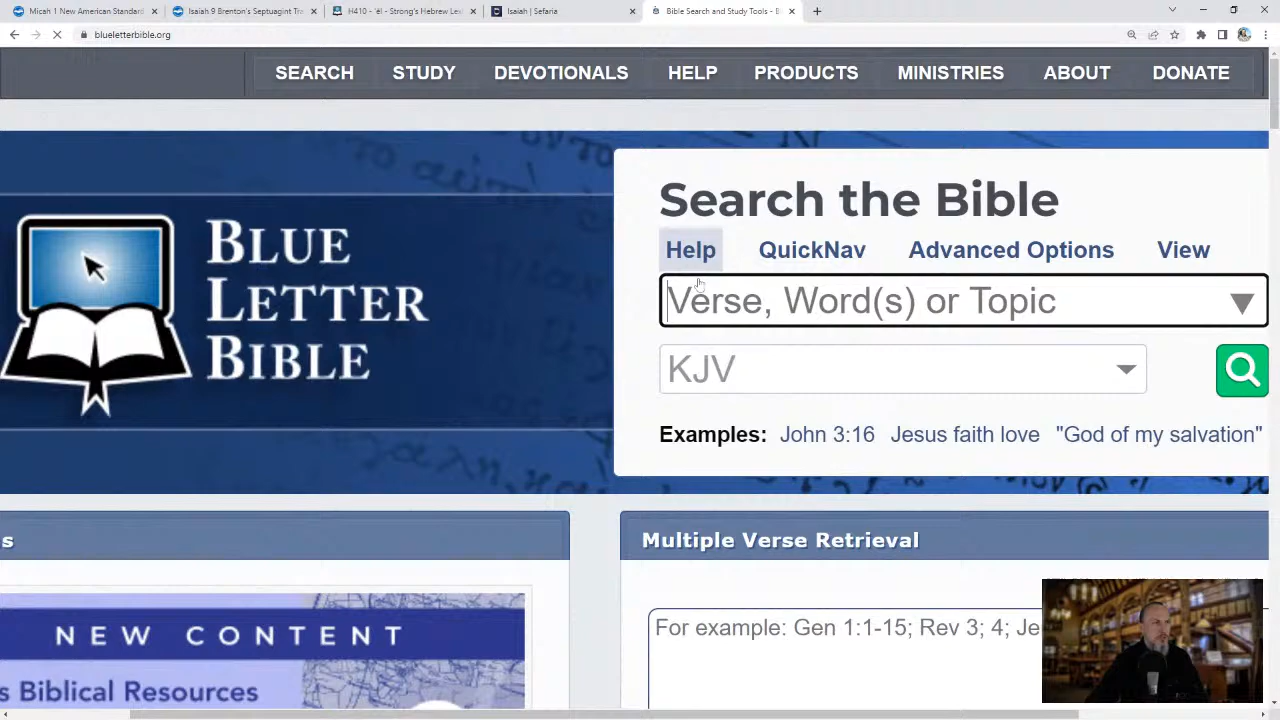 Micah 1 New American Standard
Isaiah 9 Brenton's Septuagint Tra
H410 - 'ēl - Strong's Hebrew Lex
Isaiah | Sefaria
Bible Search and Study Tools - B
blueletterbible.org
SEARCH STUDY DEVOTIONALS HELP PRODUCTS MINISTRIES ABOUT DONATE
BLUE
LETTER
BIBLE
Search the Bible
Help QuickNav Advanced Options View
Verse, Word(s) or Topic
KJV
Examples: John 3:16 Jesus faith love "God of my salvation"
s
Multiple Verse Retrieval
NEW CONTENT
s Biblical Resources
For example: Gen 1:1-15; Rev 3; 4; Je